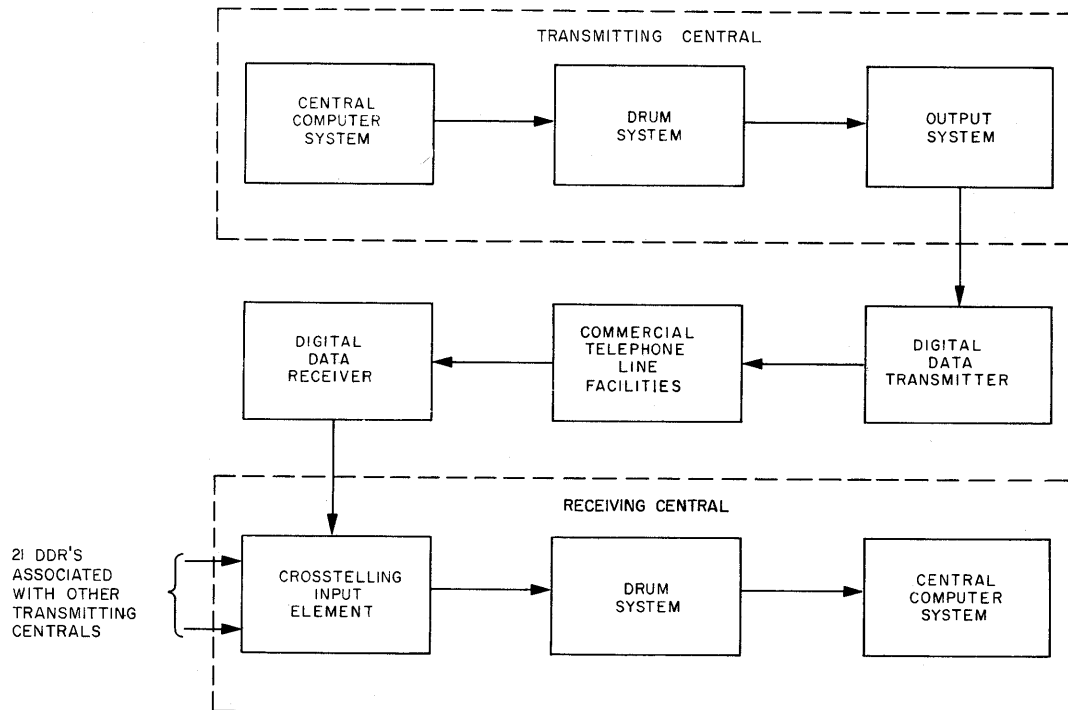 TRANSMITTING CENTRAL
CENTRAL
COMPUTER
SYSTEM
DRUM
SYSTEM
OUTPUT
SYSTEM
DIGITAL
DATA
RECEIVER
COMMERCIAL
TELEPHONE
LINE
FACILITIES
DIGITAL
DATA
TRANSMITTER
RECEIVING CENTRAL
21 DDR'S
ASSOCIATED
WITH OTHER
TRANSMITTING
CENTRALS
CROSSTELLING
INPUT
ELEMENT
DRUM
SYSTEM
CENTRAL
COMPUTER
SYSTEM